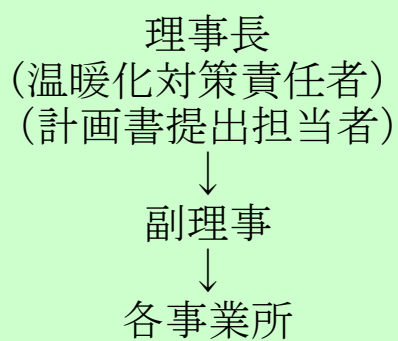 理事長
（温暖化対策責任者）
（計画書提出担当者）
↓
副理事
↓
各事業所